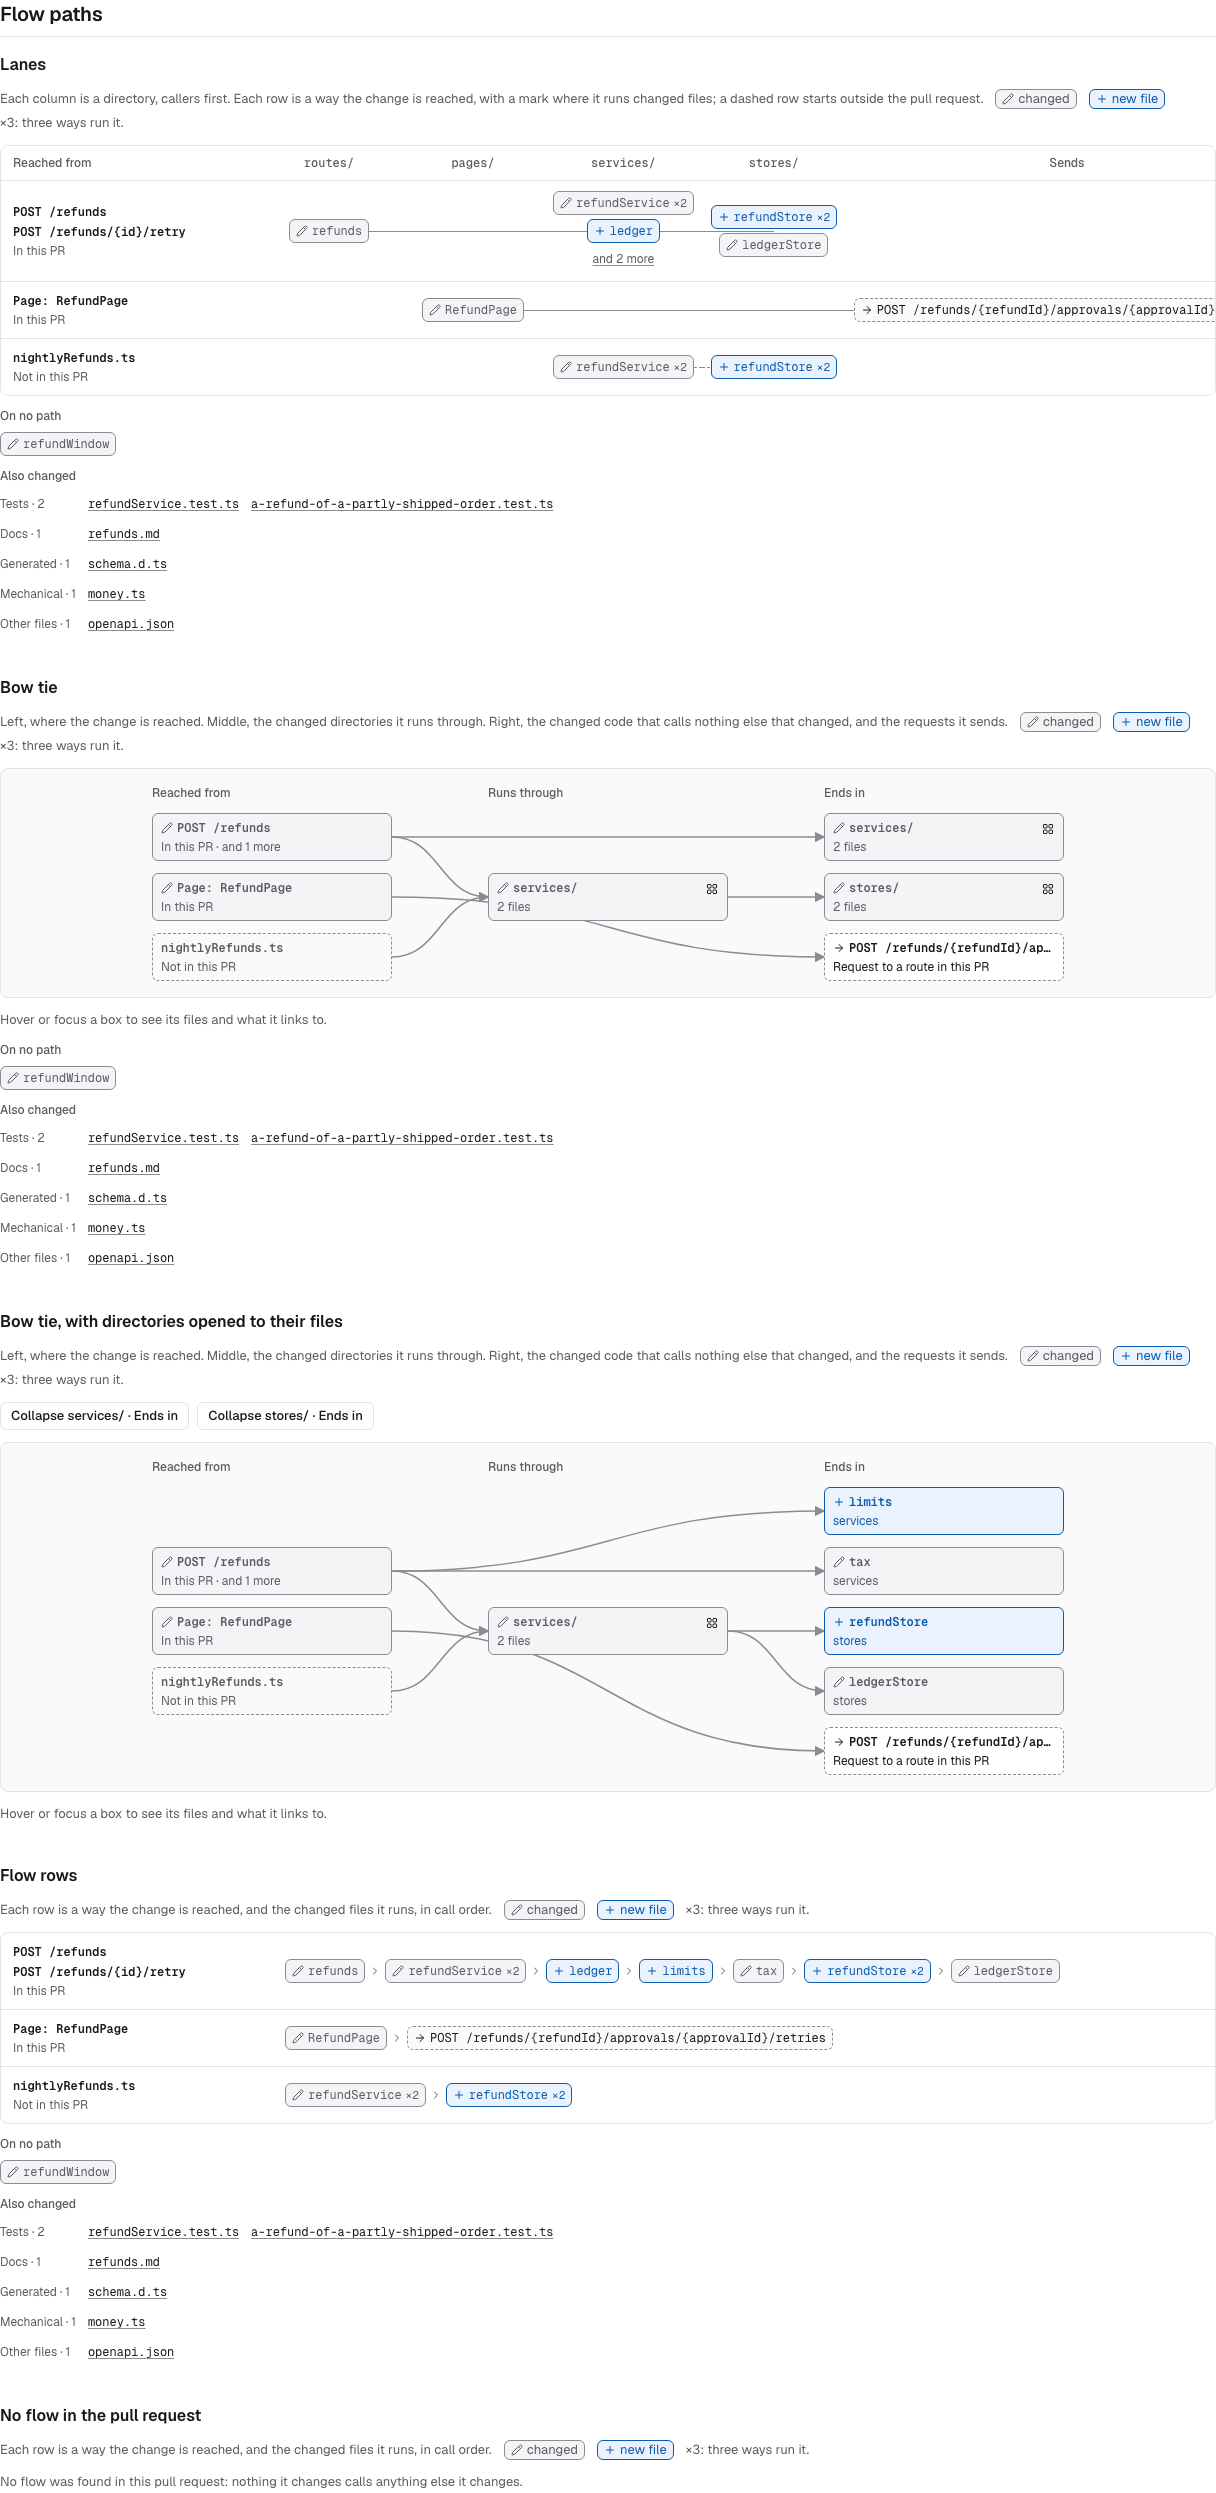 Flow paths
Lanes
Each column is a directory, callers first. Each row is a way the change is reached, with a mark where it runs changed files; a dashed row starts outside the pull request. changed + new file
×3: three ways run it.
Reached from routes/ pages/ services/ stores/ Sends
POST /refunds
POST /refunds/{id}/retry
In this PR
refunds
refundService ×2
+ ledger
and 2 more
+ refundStore ×2
ledgerStore
Page: RefundPage
In this PR
RefundPage
→ POST /refunds/{refundId}/approvals/{approvalId}
nightlyRefunds.ts
Not in this PR
refundService ×2
+ refundStore ×2
On no path
refundWindow
Also changed
Tests · 2 refundService.test.ts a-refund-of-a-partly-shipped-order.test.ts
Docs · 1 refunds.md
Generated · 1 schema.d.ts
Mechanical · 1 money.ts
Other files · 1 openapi.json
Bow tie
Left, where the change is reached. Middle, the changed directories it runs through. Right, the changed code that calls nothing else that changed, and the requests it sends. changed + new file
×3: three ways run it.
Reached from Runs through Ends in
POST /refunds
In this PR · and 1 more
services/
2 files
Page: RefundPage
In this PR
services/
2 files
stores/
2 files
nightlyRefunds.ts
Not in this PR
→ POST /refunds/{refundId}/ap…
Request to a route in this PR
Hover or focus a box to see its files and what it links to.
On no path
refundWindow
Also changed
Tests · 2 refundService.test.ts a-refund-of-a-partly-shipped-order.test.ts
Docs · 1 refunds.md
Generated · 1 schema.d.ts
Mechanical · 1 money.ts
Other files · 1 openapi.json
Bow tie, with directories opened to their files
Left, where the change is reached. Middle, the changed directories it runs through. Right, the changed code that calls nothing else that changed, and the requests it sends. changed + new file
×3: three ways run it.
Collapse services/ · Ends in Collapse stores/ · Ends in
Reached from Runs through Ends in
+ limits
services
POST /refunds
In this PR · and 1 more
tax
services
Page: RefundPage
In this PR
services/
2 files
+ refundStore
stores
nightlyRefunds.ts
Not in this PR
ledgerStore
stores
→ POST /refunds/{refundId}/ap…
Request to a route in this PR
Hover or focus a box to see its files and what it links to.
Flow rows
Each row is a way the change is reached, and the changed files it runs, in call order. changed + new file ×3: three ways run it.
POST /refunds
POST /refunds/{id}/retry
In this PR
refunds > refundService ×2 > + ledger > + limits > tax > + refundStore ×2 > ledgerStore
Page: RefundPage
In this PR
RefundPage > → POST /refunds/{refundId}/approvals/{approvalId}/retries
nightlyRefunds.ts
Not in this PR
refundService ×2 > + refundStore ×2
On no path
refundWindow
Also changed
Tests · 2 refundService.test.ts a-refund-of-a-partly-shipped-order.test.ts
Docs · 1 refunds.md
Generated · 1 schema.d.ts
Mechanical · 1 money.ts
Other files · 1 openapi.json
No flow in the pull request
Each row is a way the change is reached, and the changed files it runs, in call order. changed + new file ×3: three ways run it.
No flow was found in this pull request: nothing it changes calls anything else it changes.